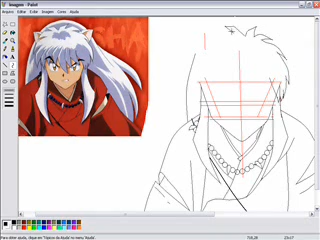 Imagem - Paint
Arquivo Editar Exibir Imagem Cores Ajuda
SHA
Para obter ajuda, clique em 'Tópicos da Ajuda' no menu 'Ajuda'.